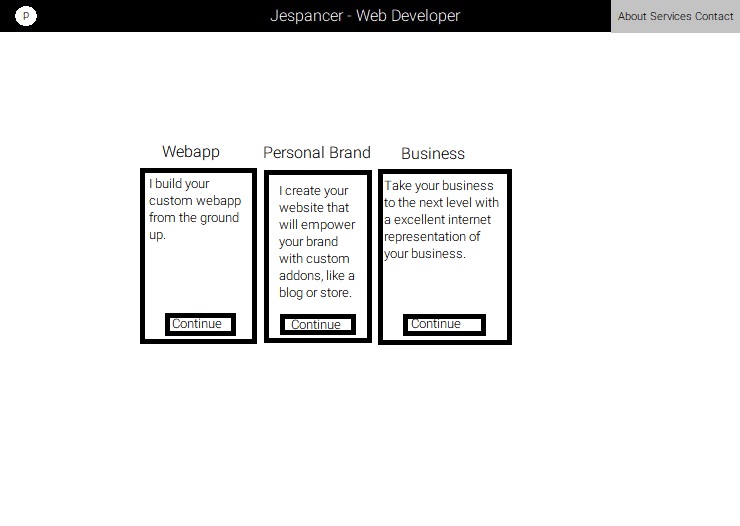 P
Jespancer - Web Developer
About Services Contact
Webapp
I build your
custom webapp
from the ground
up.
Continue
Personal Brand
I create your
website that
will empower
your brand
with custom
addons, like a
blog or store.
Continue
Business
Take your business
to the next level with
a excellent internet
representation of
your business.
Continue